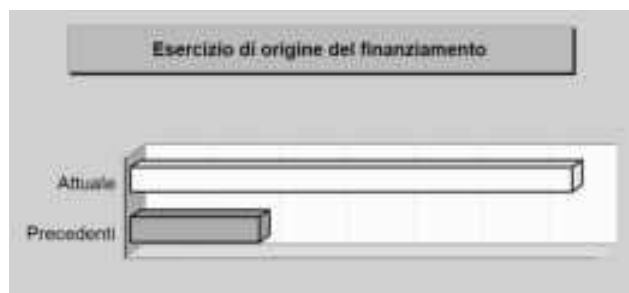 Esercizio di origine del finanziamento
Attuale
Precedenti